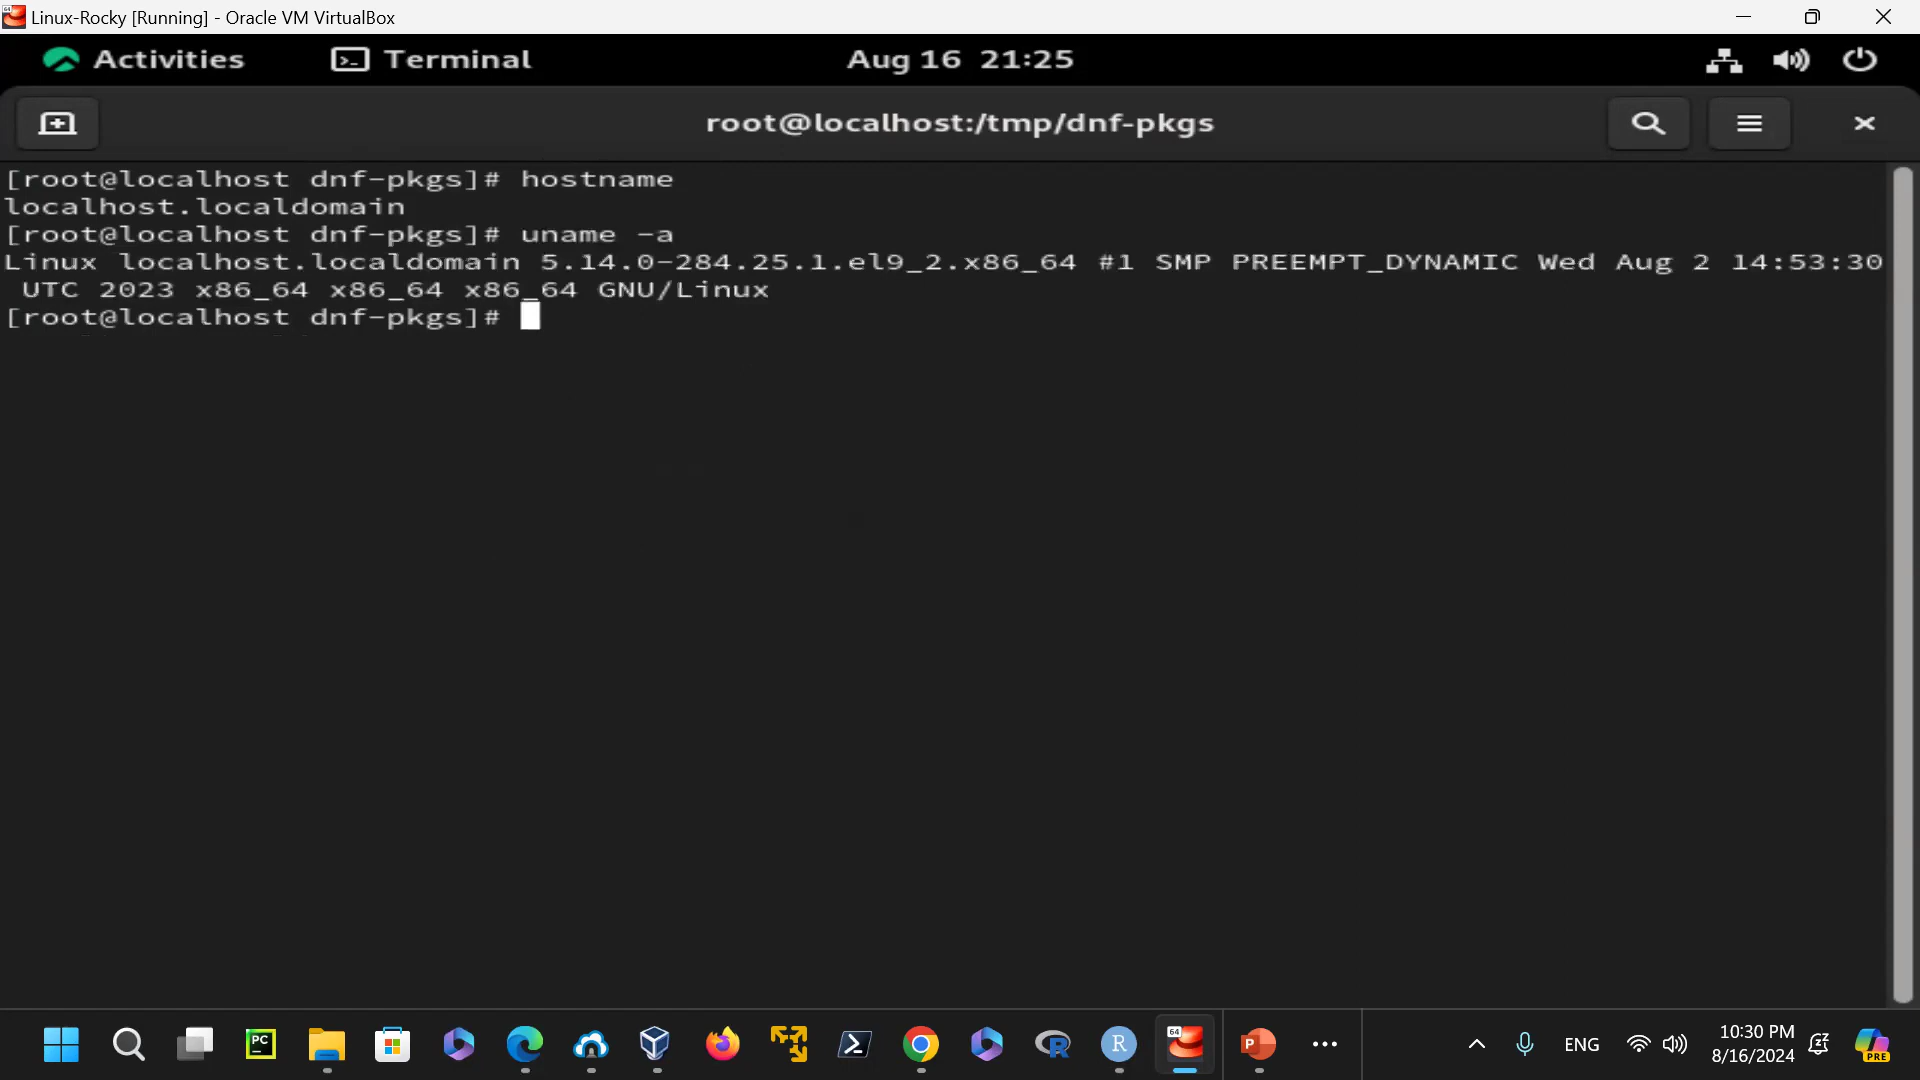 Linux-Rocky [Running] - Oracle VM VirtualBox
Activities Terminal Aug 16 21:25
root@localhost:/tmp/dnf-pkgs
[root@localhost dnf-pkgs]# hostname
localhost.localdomain
[root@localhost dnf-pkgs]# uname -a
Linux localhost.localdomain 5.14.0-284.25.1.el9_2.x86_64 #1 SMP PREEMPT_DYNAMIC Wed Aug 2 14:53:30
UTC 2023 x86_64 x86_64 x86_64 GNU/Linux
[root@localhost dnf-pkgs]#
PC
R
R
64
P
ENG
10:30 PM
8/16/2024
PRE